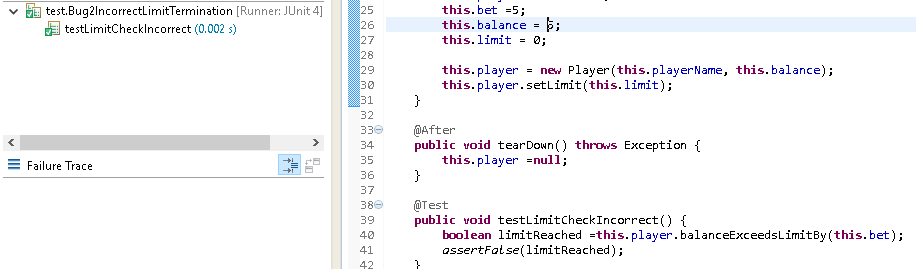 test.Bug2IncorrectLimitTermination [Runner: JUnit 4]
testLimitCheckIncorrect (0.002 s)
Failure Trace
25 this.bet =5;
26 this.balance = 5;
27 this.limit = 0;
28
29 this.player = new Player(this.playerName, this.balance);
30 this.player.setLimit(this.limit);
31 }
32
33 @After
34 public void tearDown() throws Exception {
35 this.player =null;
36 }
37
38 @Test
39 public void testLimitCheckIncorrect() {
40 boolean limitReached =this.player.balanceExceedsLimitBy(this.bet);
41 assertFalse(limitReached);
42 }